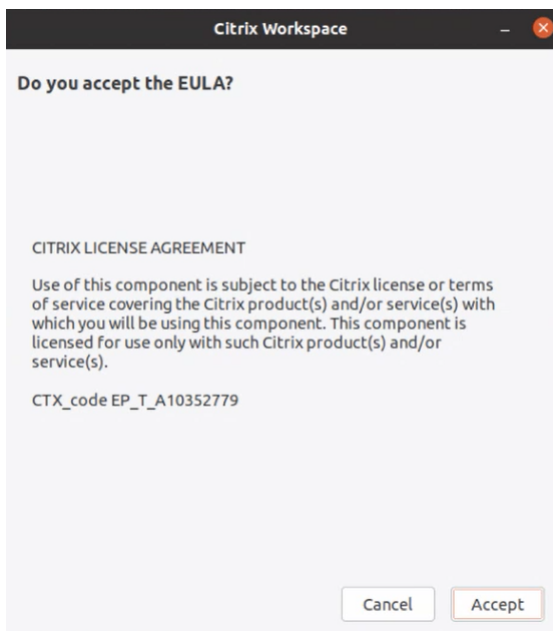 Citrix Workspace
Do you accept the EULA?
CITRIX LICENSE AGREEMENT
Use of this component is subject to the Citrix license or terms
of service covering the Citrix product(s) and/or service(s) with
which you will be using this component. This component is
licensed for use only with such Citrix product(s) and/or
service(s).
CTX_code EP_T_A10352779
Cancel Accept